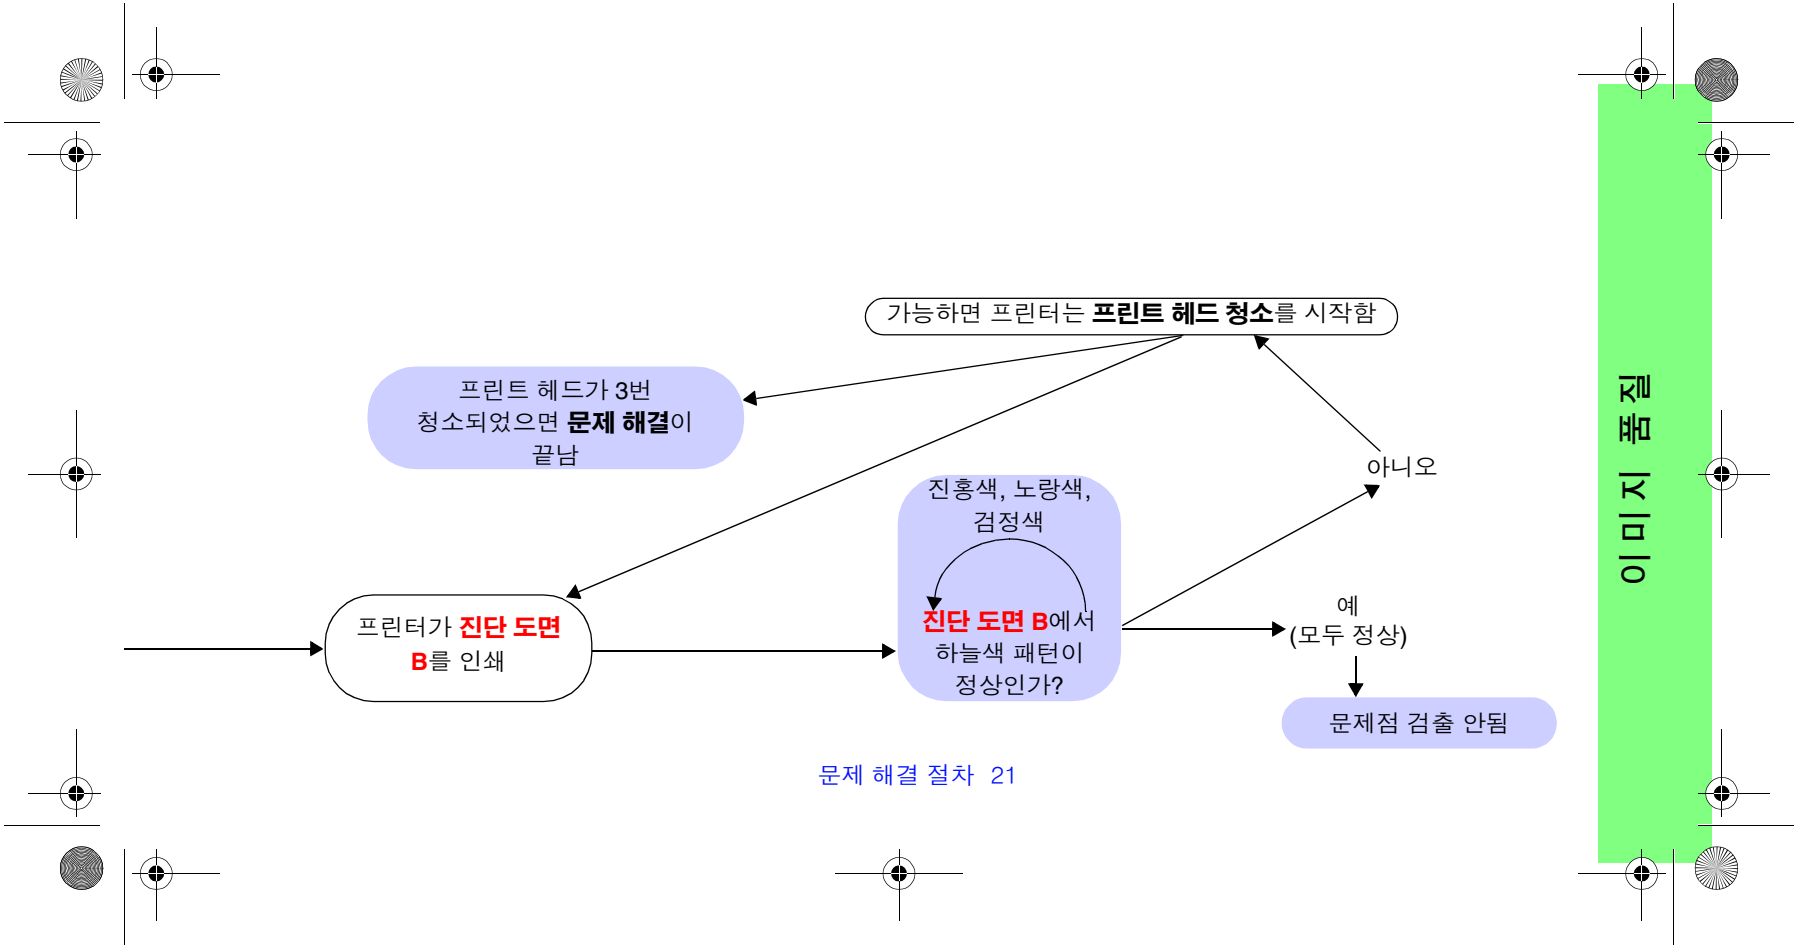 가능하면 프린터는 프린트 헤드 청소를 시작함
프린트 헤드가 3번
청소되었으면 문제 해결이
끝남
아니오
진홍색, 노랑색,
검정색
진단 도면 B에서
하늘색 패턴이
정상인가?
프린터가 진단 도면
B를 인쇄
예
(모두 정상)
문제점 검출 안됨
문제 해결 절차 21
이미지 품질